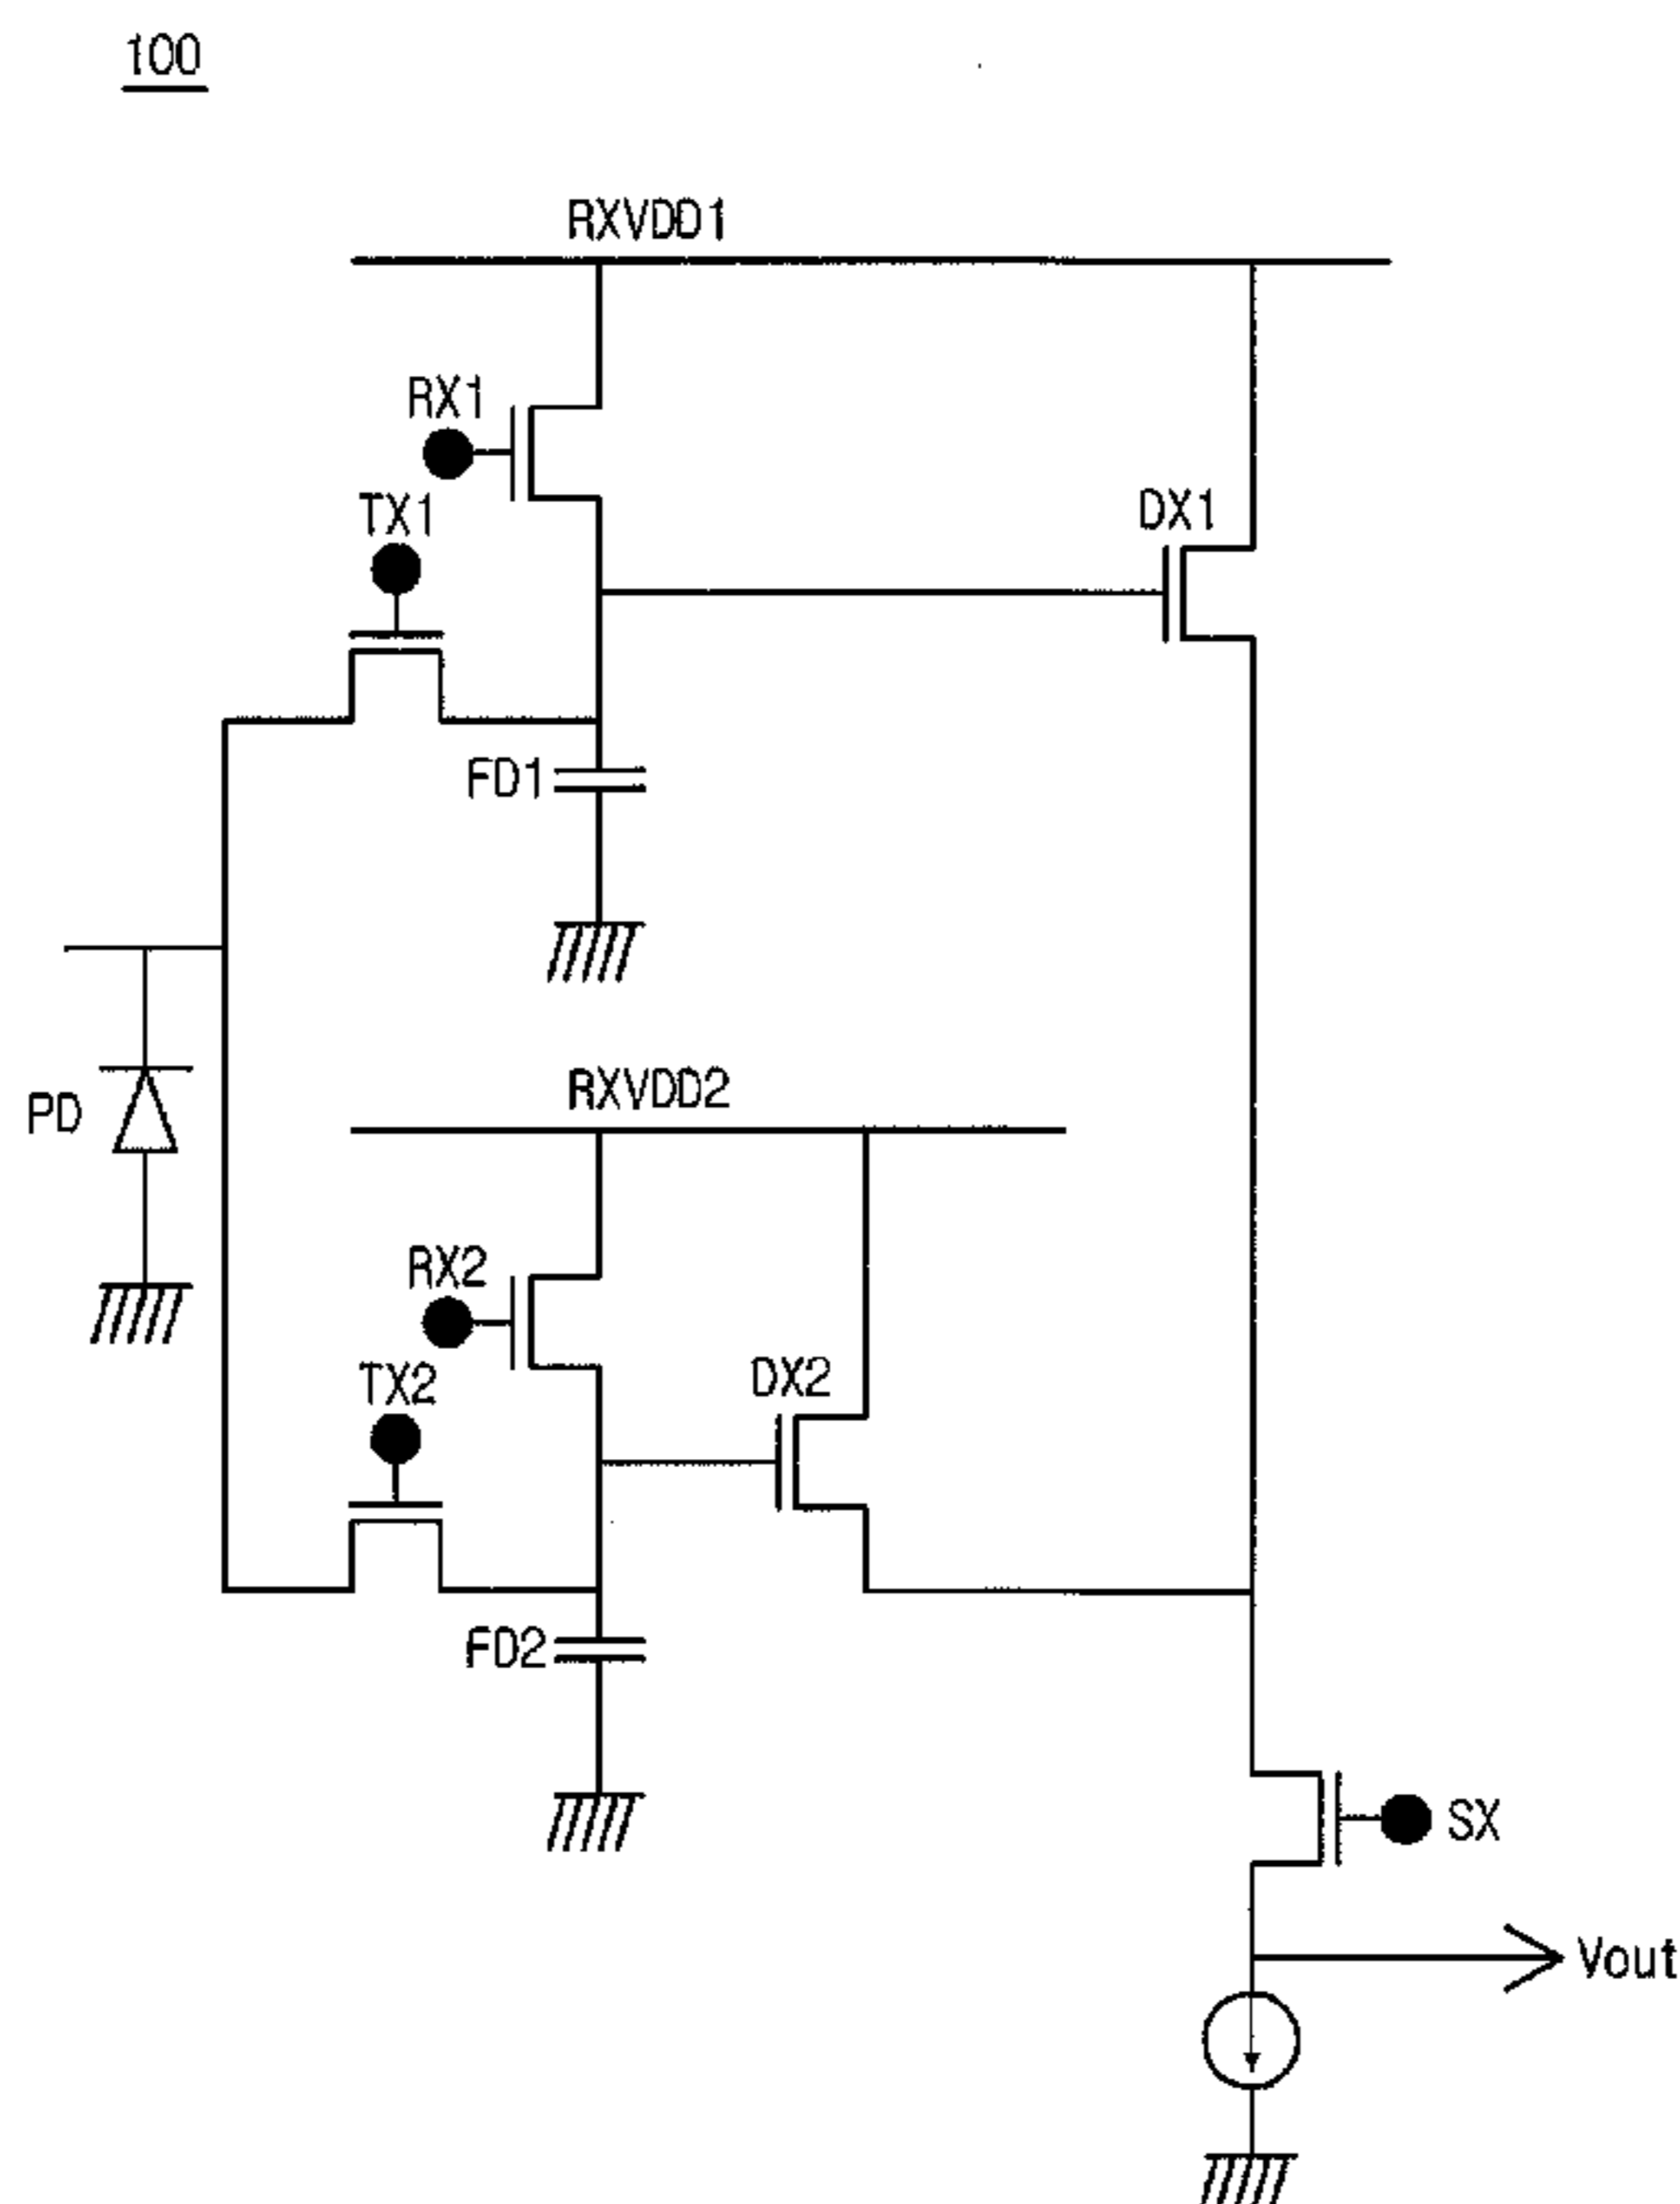 100
RXVDD1
RX1
TX1
DX1
FD1
PD
RXVDD2
RX2
TX2
DX2
FD2
SX
Vout